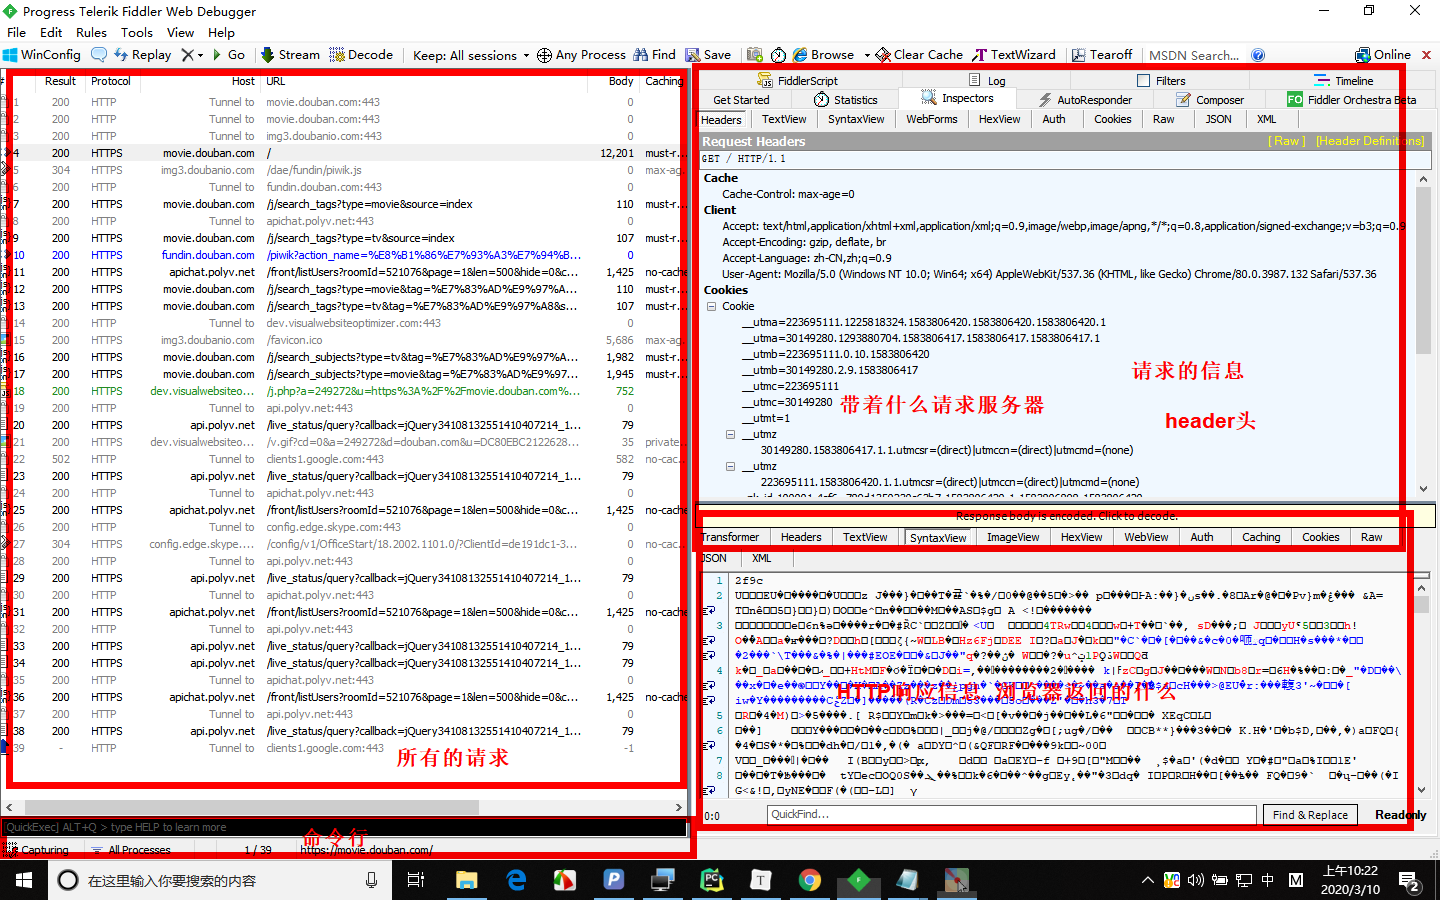 Progress Telerik Fiddler Web Debugger
File Edit Rules Tools View Help
WinConfig Replay Go Stream Decode Keep: All sessions Any Process Find Save Browse Clear Cache TextWizard Tearoff MSDN Search... Online
# Result Protocol Host URL Body Caching
1 200 HTTP Tunnel to movie.douban.com:443 0
2 200 HTTP Tunnel to movie.douban.com:443 0
3 200 HTTP Tunnel to img3.doubanio.com:443 0
4 200 HTTPS movie.douban.com / 12,201 must-r...
5 304 HTTPS img3.doubanio.com /dae/fundin/piwik.js 0 max-ag...
6 200 HTTP Tunnel to fundin.douban.com:443 0
7 200 HTTPS movie.douban.com /j/search_tags?type=movie&source=index 110 must-r...
8 200 HTTP Tunnel to apichat.polyv.net:443 0
9 200 HTTPS movie.douban.com /j/search_tags?type=tv&source=index 107 must-r...
10 200 HTTPS fundin.douban.com /piwik?action_name=%E8%B1%86%E7%93%A3%E7%94%B... 0
11 200 HTTPS apichat.polyv.net /front/listUsers?roomId=521076&page=1&len=500&hide=0&c... 1,425 no-cache
12 200 HTTPS movie.douban.com /j/search_tags?type=movie&tag=%E7%83%AD%E9%97%A... 110 must-r...
13 200 HTTPS movie.douban.com /j/search_tags?type=tv&tag=%E7%83%AD%E9%97%A8&s... 107 must-r...
14 200 HTTP Tunnel to dev.visualwebsiteoptimizer.com:443 0
15 200 HTTPS img3.doubanio.com /favicon.ico 5,686 max-ag...
16 200 HTTPS movie.douban.com /j/search_subjects?type=tv&tag=%E7%83%AD%E9%97%A... 1,982 must-r...
17 200 HTTPS movie.douban.com /j/search_subjects?type=movie&tag=%E7%83%AD%E9%97... 1,945 must-r...
18 200 HTTPS dev.visualwebsiteo... /j.php?a=249272&u=https%3A%2F%2Fmovie.douban.com%... 752
19 200 HTTP Tunnel to api.polyv.net:443 0
20 200 HTTPS api.polyv.net /live_status/query?callback=jQuery34108132551410407214_1... 79
21 200 HTTPS dev.visualwebsiteo... /v.gif?cd=0&a=249272&d=douban.com&u=DC80EBC2122628... 35 private...
22 502 HTTP Tunnel to clients1.google.com:443 582 no-cac...
23 200 HTTPS api.polyv.net /live_status/query?callback=jQuery34108132551410407214_1... 79
24 200 HTTP Tunnel to apichat.polyv.net:443 0
25 200 HTTPS apichat.polyv.net /front/listUsers?roomId=521076&page=1&len=500&hide=0&c... 1,425 no-cache
26 200 HTTP Tunnel to config.edge.skype.com:443 0
27 304 HTTPS config.edge.skype.... /config/v1/OfficeStart/18.2002.1101.0/?ClientId=de191dc1-3... 0 no-cac...
28 200 HTTP Tunnel to api.polyv.net:443 0
29 200 HTTPS api.polyv.net /live_status/query?callback=jQuery34108132551410407214_1... 79
30 200 HTTP Tunnel to apichat.polyv.net:443 0
31 200 HTTPS apichat.polyv.net /front/listUsers?roomId=521076&page=1&len=500&hide=0&c... 1,425 no-cache
32 200 HTTP Tunnel to api.polyv.net:443 0
33 200 HTTPS api.polyv.net /live_status/query?callback=jQuery34108132551410407214_1... 79
34 200 HTTPS api.polyv.net /live_status/query?callback=jQuery34108132551410407214_1... 79
35 200 HTTP Tunnel to apichat.polyv.net:443 0
36 200 HTTPS apichat.polyv.net /front/listUsers?roomId=521076&page=1&len=500&hide=0&c... 1,425 no-cache
37 200 HTTP Tunnel to api.polyv.net:443 0
38 200 HTTPS api.polyv.net /live_status/query?callback=jQuery34108132551410407214_1... 79
39 - HTTP Tunnel to clients1.google.com:443 -1
所有的请求
[QuickExec] ALT+Q > type HELP to learn more
命令行
Capturing All Processes 1 / 39 https://movie.douban.com/
FiddlerScript Log Filters Timeline
Get Started Statistics Inspectors AutoResponder Composer FO Fiddler Orchestra Beta
Headers TextView SyntaxView WebForms HexView Auth Cookies Raw JSON XML
Request Headers [ Raw ] [Header Definitions]
GET / HTTP/1.1
Cache
Cache-Control: max-age=0
Client
Accept: text/html,application/xhtml+xml,application/xml;q=0.9,image/webp,image/apng,*/*;q=0.8,application/signed-exchange;v=b3;q=0.9
Accept-Encoding: gzip, deflate, br
Accept-Language: zh-CN,zh;q=0.9
User-Agent: Mozilla/5.0 (Windows NT 10.0; Win64; x64) AppleWebKit/537.36 (KHTML, like Gecko) Chrome/80.0.3987.132 Safari/537.36
Cookies
Cookie
__utma=223695111.1225818324.1583806420.1583806420.1583806420.1
__utma=30149280.1293880704.1583806417.1583806417.1583806417.1
__utmb=223695111.0.10.1583806420
__utmb=30149280.2.9.1583806417
__utmc=223695111
__utmc=30149280
__utmt=1
__utmz
30149280.1583806417.1.1.utmcsr=(direct)|utmccn=(direct)|utmcmd=(none)
__utmz
223695111.1583806420.1.1.utmcsr=(direct)|utmccn=(direct)|utmcmd=(none)
请求的信息
带着什么请求服务器
header头
Response body is encoded. Click to decode.
Transformer Headers TextView SyntaxView ImageView HexView WebView Auth Caching Cookies Raw
JSON XML
1 2f9c
2
3
4
5
6
7
8
HTTP响应信息 浏览器返回的什么
0:0 QuickFind... Find & Replace Readonly
在这里输入你要搜索的内容
中 M 上午10:22
2020/3/10
2